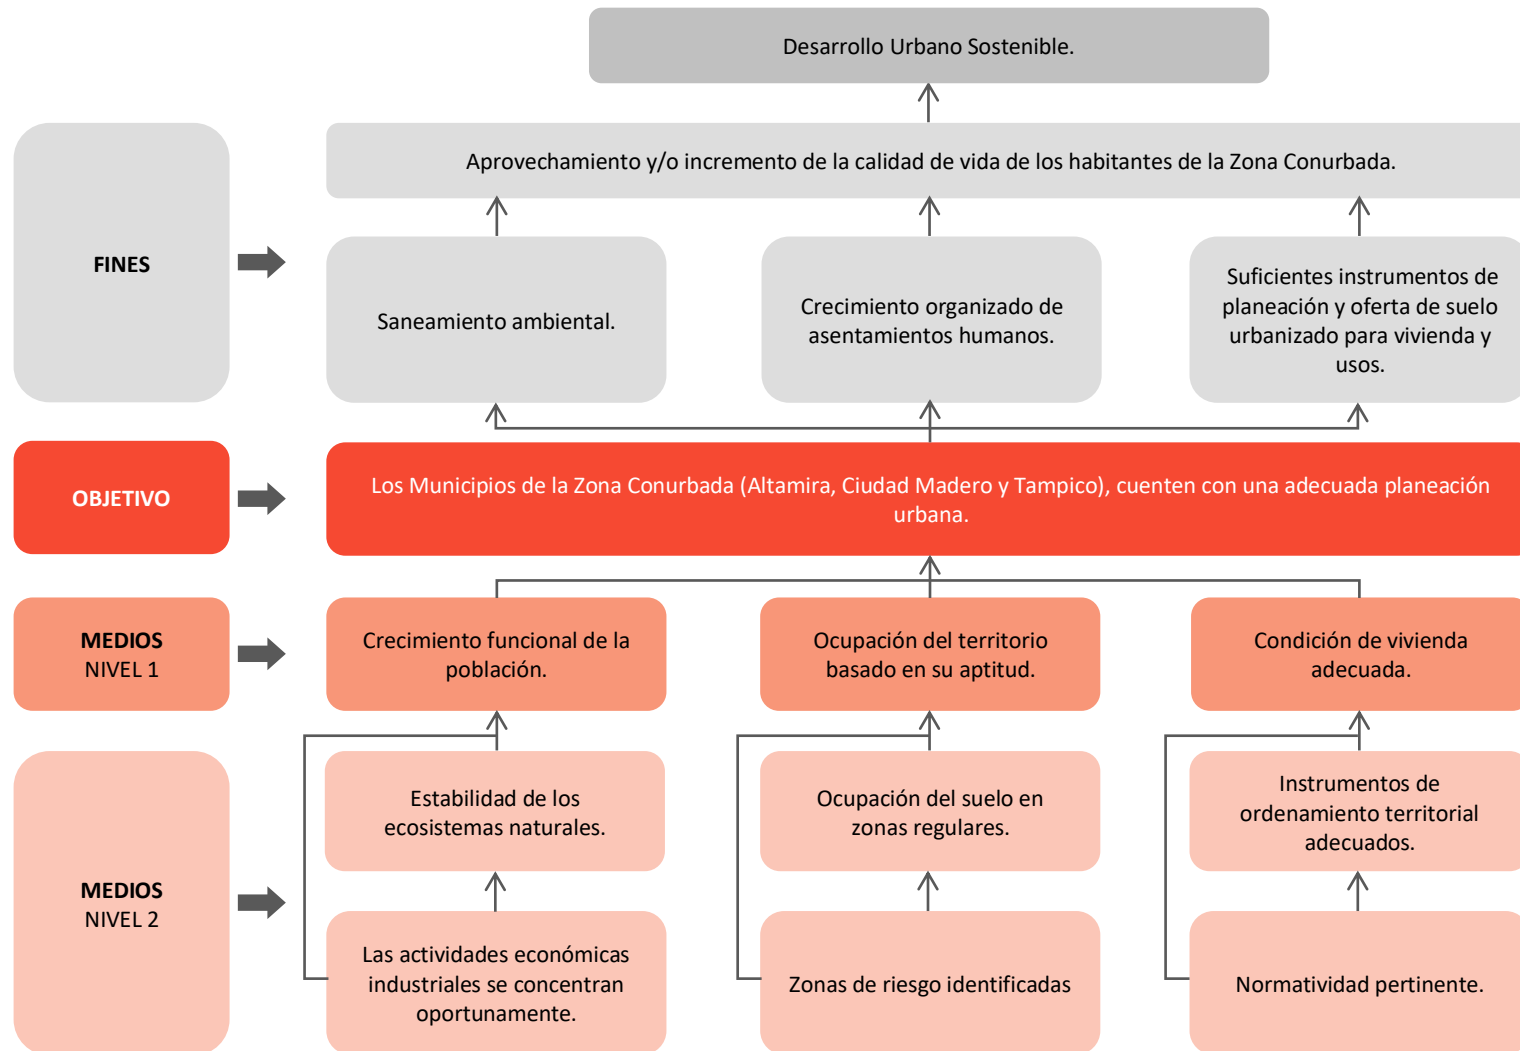 Desarrollo Urbano Sostenible.
Aprovechamiento y/o incremento de la calidad de vida de los habitantes de la Zona Conurbada.
FINES
Saneamiento ambiental.
Crecimiento organizado de
asentamientos humanos.
Suficientes instrumentos de
planeación y oferta de suelo
urbanizado para vivienda y
usos.
OBJETIVO
Los Municipios de la Zona Conurbada (Altamira, Ciudad Madero y Tampico), cuenten con una adecuada planeación
urbana.
MEDIOS
NIVEL 1
Crecimiento funcional de la
población.
Ocupación del territorio
basado en su aptitud.
Condición de vivienda
adecuada.
MEDIOS
NIVEL 2
Estabilidad de los
ecosistemas naturales.
Ocupación del suelo en
zonas regulares.
Instrumentos de
ordenamiento territorial
adecuados.
Las actividades económicas
industriales se concentran
oportunamente.
Zonas de riesgo identificadas
Normatividad pertinente.